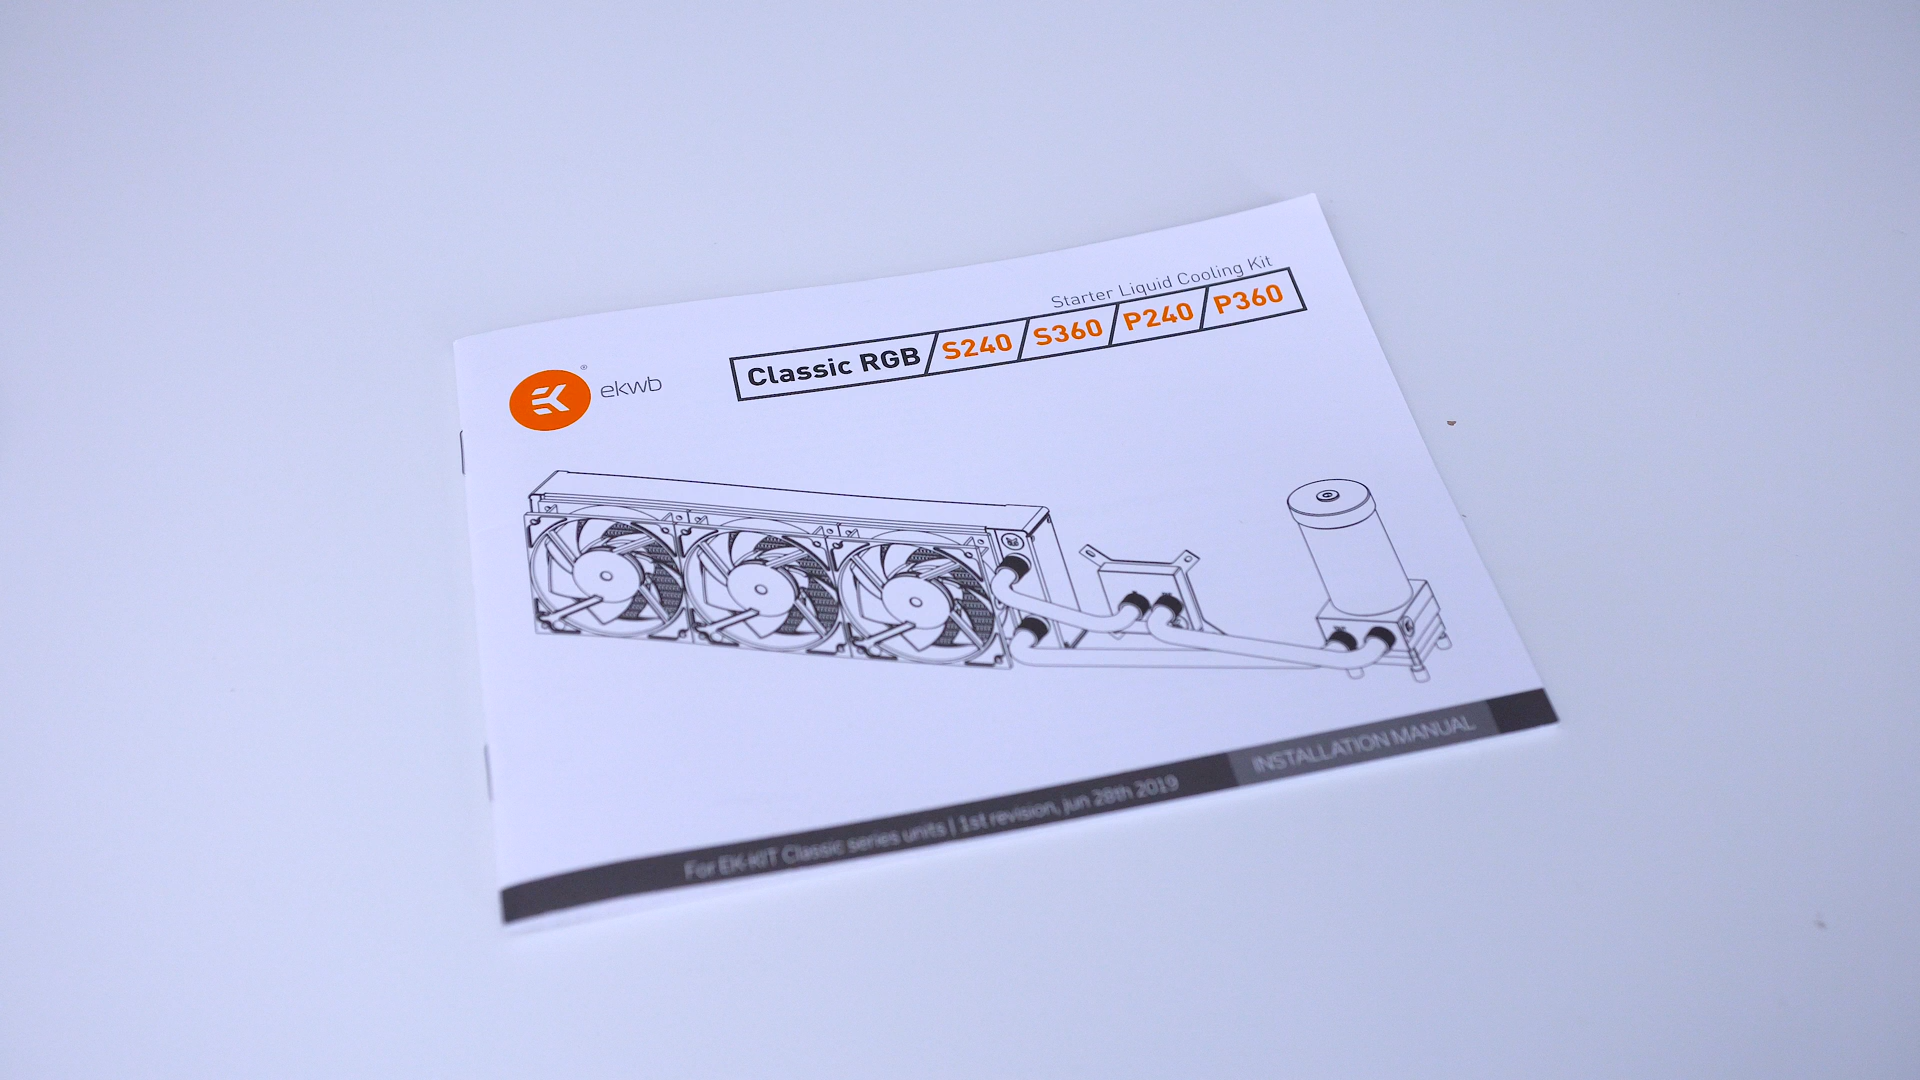 Starter Liquid Cooling Kit
Classic RGB S240 S360 P240 P360
® ekwb
INSTALLATION MANUAL
For EK-KIT Classic series units | 1st revision, jun 28th 2019